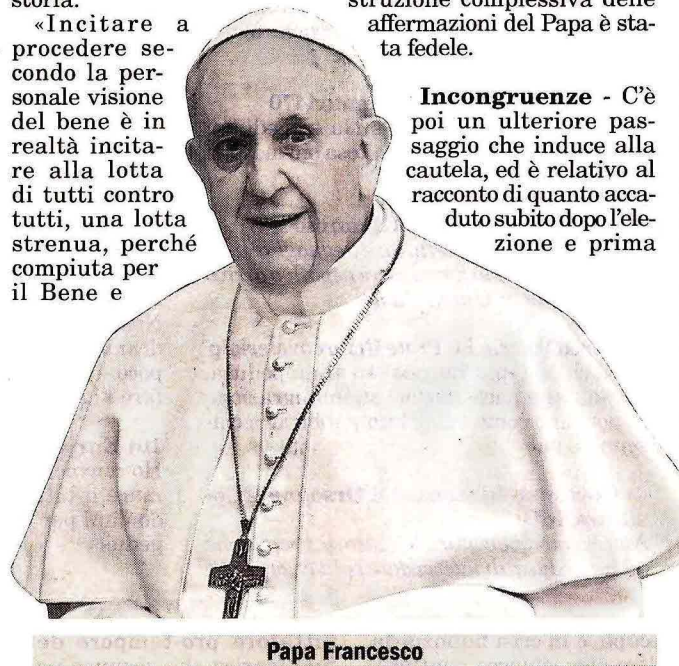 storia.
«Incitare a
procedere se-
condo la per-
sonale visione
del bene è in
realtà incita-
re alla lotta
di tutti contro
tutti, una lotta
strenua, perché
compiuta per
il Bene e
struzione complessiva delle
affermazioni del Papa è sta-
ta fedele.
Incongruenze - C'è
poi un ulteriore pas-
saggio che induce alla
cautela, ed è relativo al
racconto di quanto acca-
duto subito dopo l'ele-
zione e prima
Papa Francesco